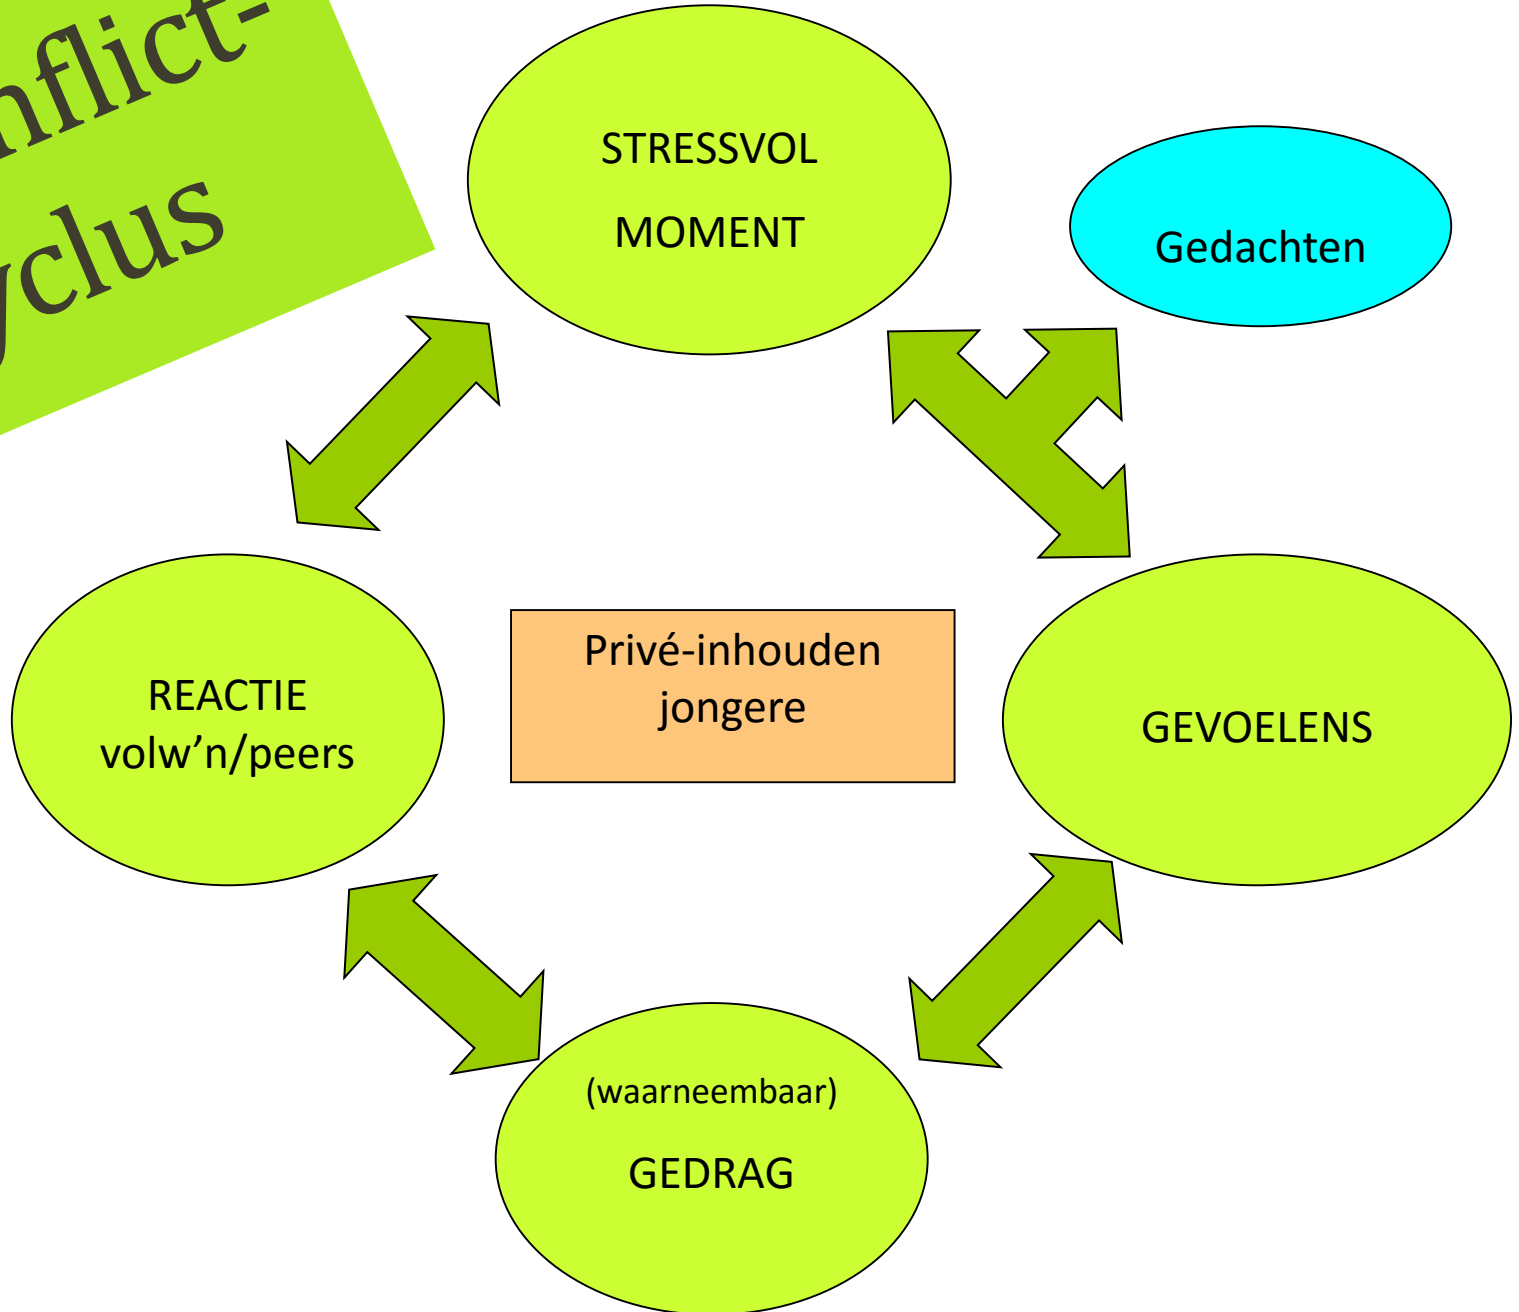 nflict-
yclus
STRESSVOL
MOMENT
Gedachten
Privé-inhouden
jongere
REACTIE
volw’n/peers
GEVOELENS
(waarneembaar)
GEDRAG